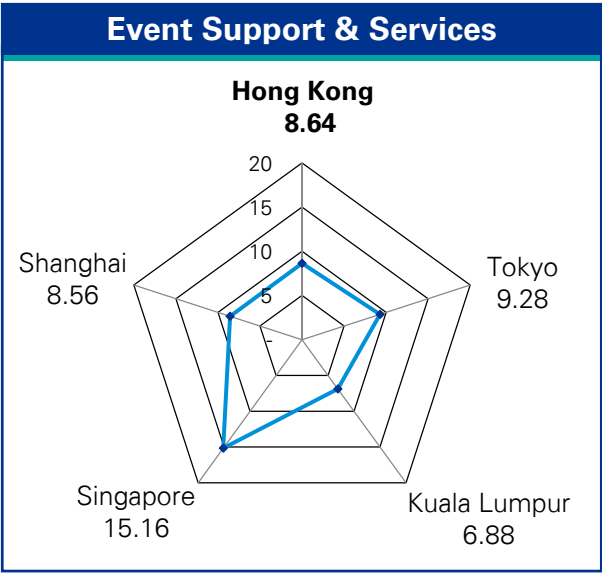 Event Support & Services
Hong Kong
8.64
20
15
10
5
-
Shanghai
8.56
Tokyo
9.28
Singapore
15.16
Kuala Lumpur
6.88